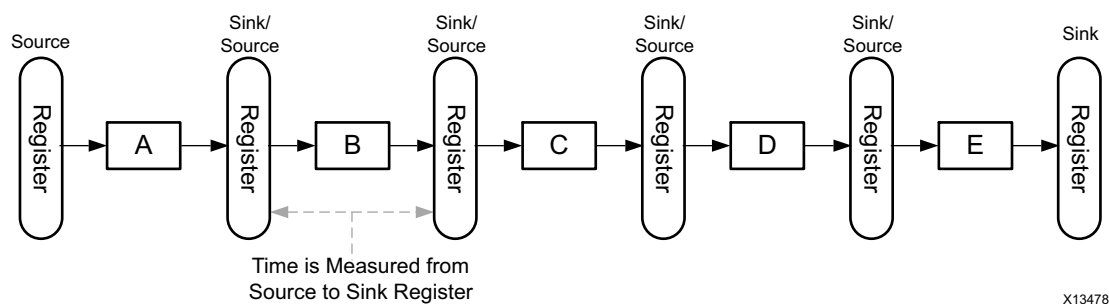 Source
Sink/
Source
Sink/
Source
Sink/
Source
Sink/
Source
Sink
Register
A
Register
B
Register
C
Register
D
Register
E
Register
Time is Measured from
Source to Sink Register
X13478